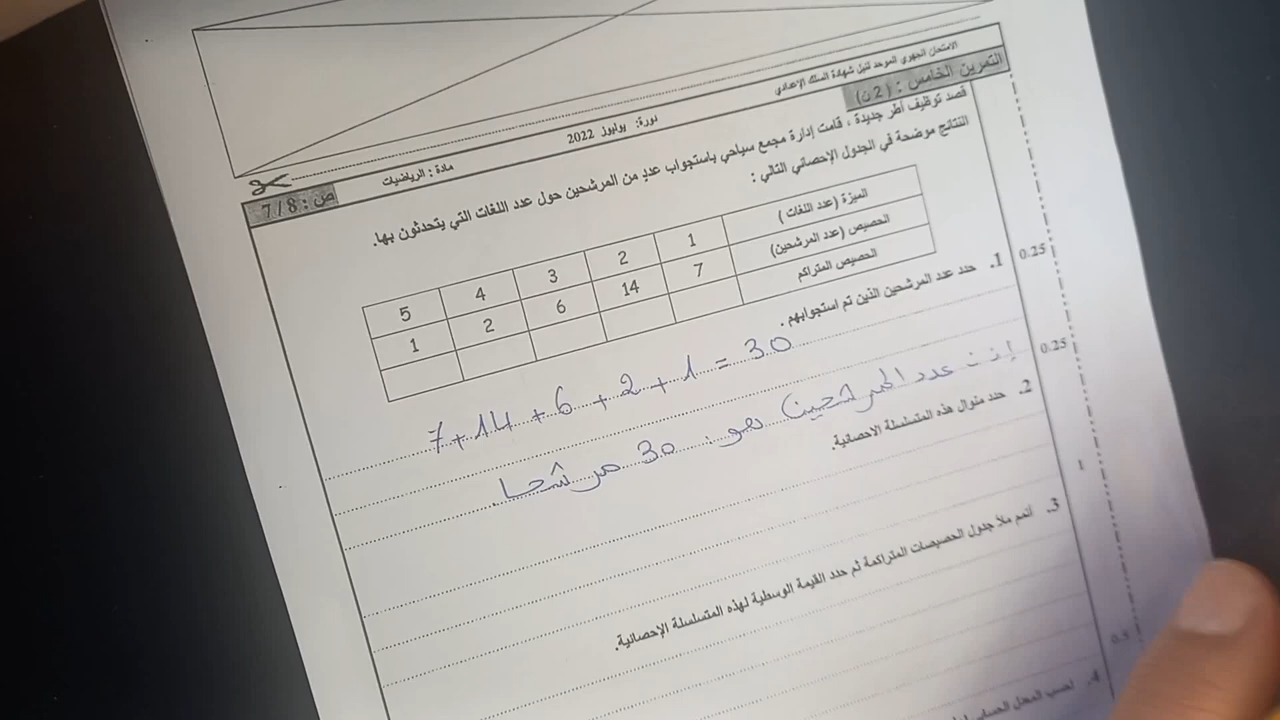 الامتحان الجهوي الموحد لنيل شهادة السلك الإعدادي
دورة: يوليوز 2022
مادة : الرياضيات
ص : 7/8
التمرين الخامس : (2 ن)
قصد توظيف أطر جديدة ، قامت إدارة مجمع سياحي باستجواب عدد من المرشحين حول عدد اللغات التي يتحدثون بها.
النتائج موضحة في الجدول الإحصائي التالي :
الميزة (عدد اللغات ) 1 2 3 4 5
الحصيص (عدد المرشحين) 7 14 6 2 1
الحصيص المتراكم
0.25
1. حدد عدد المرشحين الذين تم استجوابهم .
7 + 14 + 6 + 2 + 1 = 30
إذن عدد المرشحين هو: 30 مرشحا
0.25
2. حدد منوال هذه المتسلسلة الاحصائية.
1
3. أتمم ملأ جدول الحصيصات المتراكمة ثم حدد القيمة الوسطية لهذه المتسلسلة الإحصائية.
0.5
4. احسب المعدل الحسابي